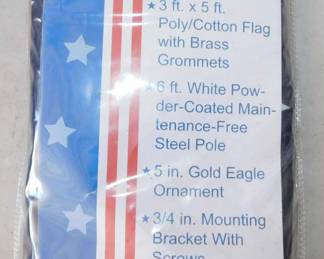 ★3 ft. x 5 ft.
Poly/Cotton Flag
with Brass
Grommets
★6 ft. White Pow-
der-Coated Main-
tenance-Free
Steel Pole
★5 in. Gold Eagle
Ornament
★3/4 in. Mounting
Bracket With
Screws